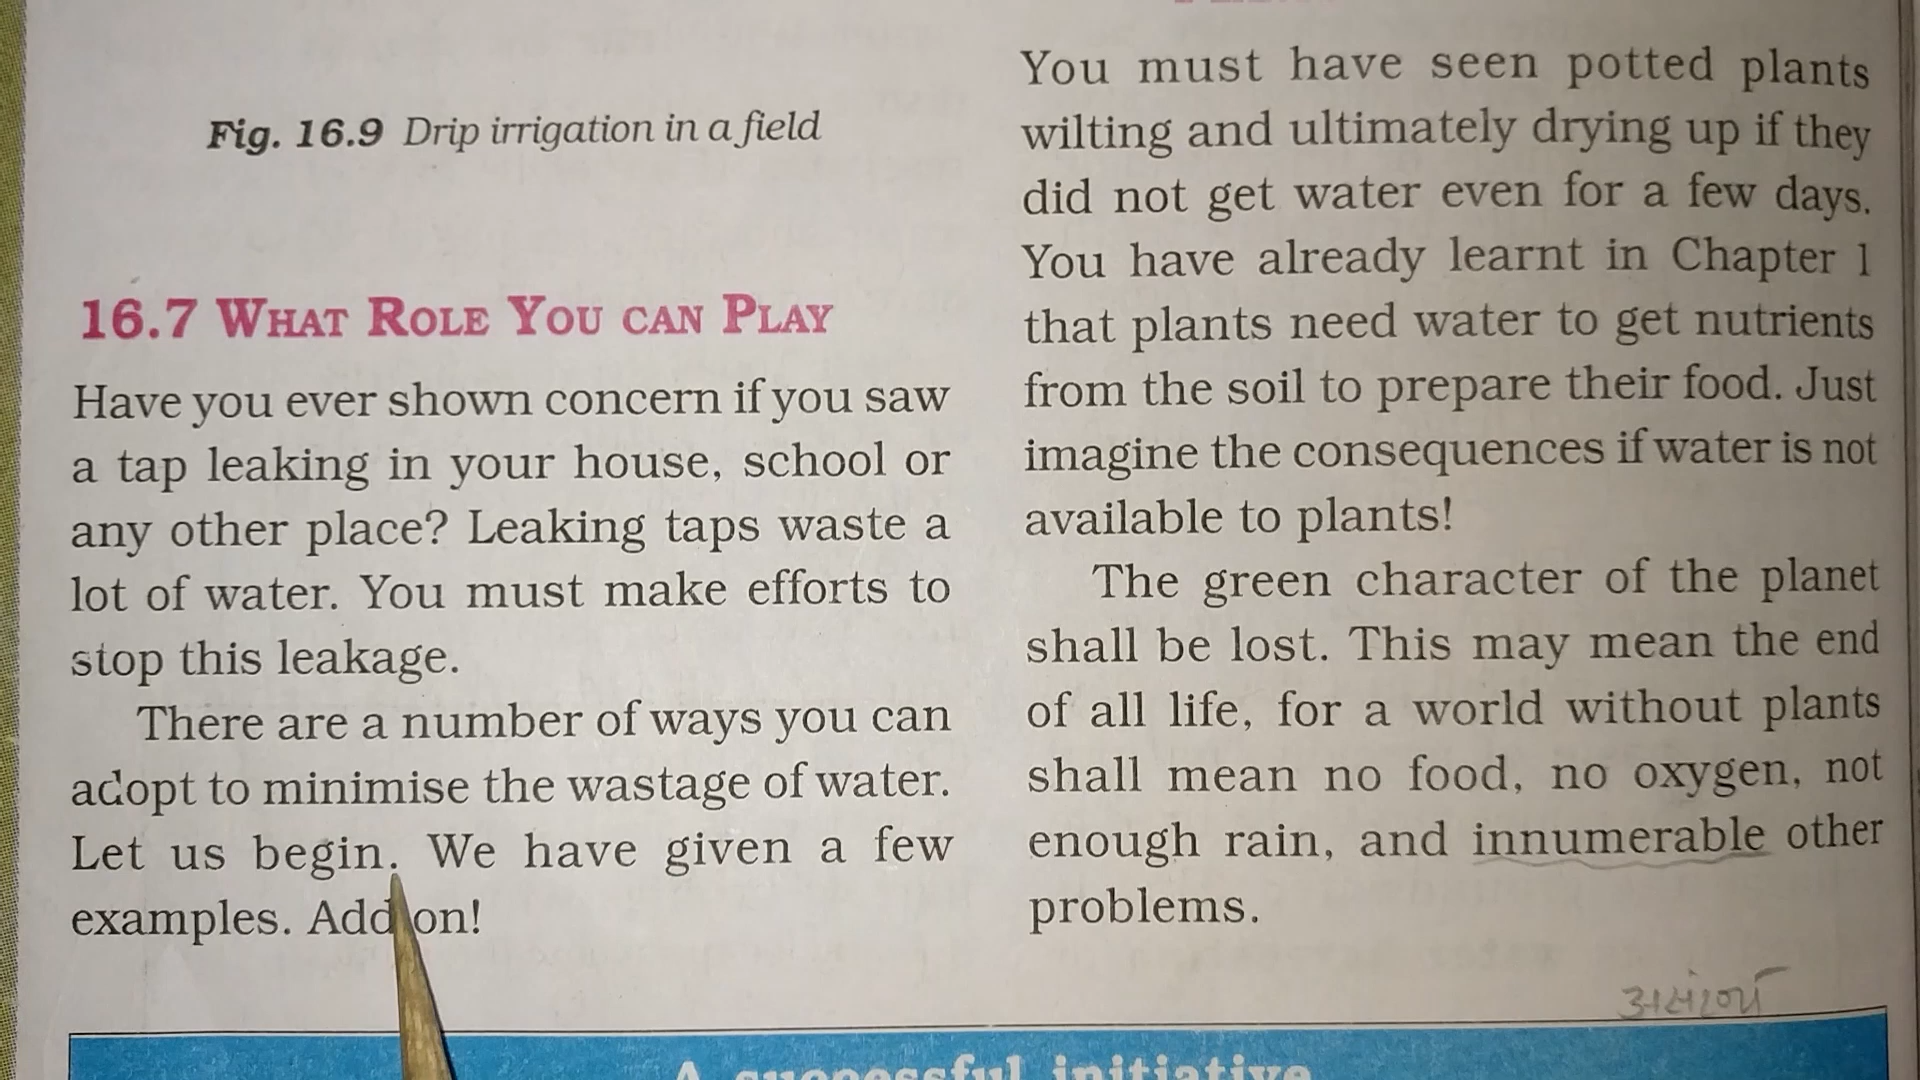 Fig. 16.9 Drip irrigation in a field
16.7 WHAT ROLE YOU CAN PLAY
Have you ever shown concern if you saw
a tap leaking in your house, school or
any other place? Leaking taps waste a
lot of water. You must make efforts to
stop this leakage.
There are a number of ways you can
adopt to minimise the wastage of water.
Let us begin. We have given a few
examples. Add on!
You must have seen potted plants
wilting and ultimately drying up if they
did not get water even for a few days.
You have already learnt in Chapter 1
that plants need water to get nutrients
from the soil to prepare their food. Just
imagine the consequences if water is not
available to plants!
The green character of the planet
shall be lost. This may mean the end
of all life, for a world without plants
shall mean no food, no oxygen, not
enough rain, and innumerable other
problems.
A successful initiative